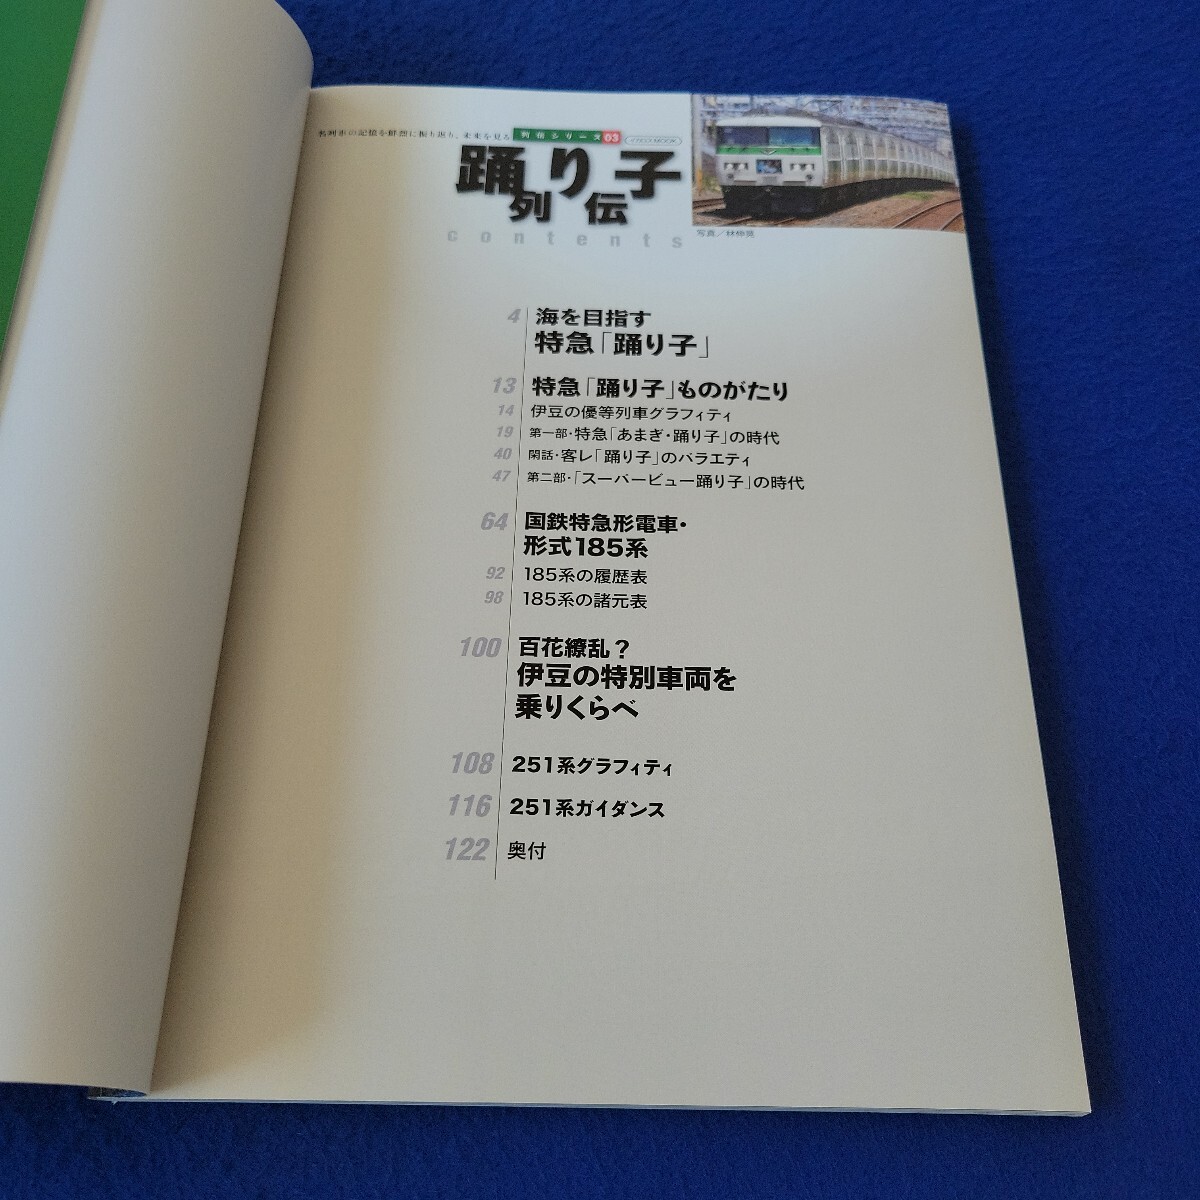 名列車の記憶を鮮烈に振り返り、未来を見る
列伝シリーズ 03
踊り子
列伝
contents
4 海を目指す
特急「踊り子」
13 特急「踊り子」ものがたり
14 伊豆の優等列車グラフィティ
19 第一部・特急「あまぎ・踊り子」の時代
40 閑話・客レ「踊り子」のバラエティ
47 第二部・「スーパービュー踊り子」の時代
64 国鉄特急形電車・
形式185系
92 185系の履歴表
98 185系の諸元表
100 百花繚乱?
伊豆の特別車両を
乗りくらべ
108 251系グラフィティ
116 251系ガイダンス
122 奥付